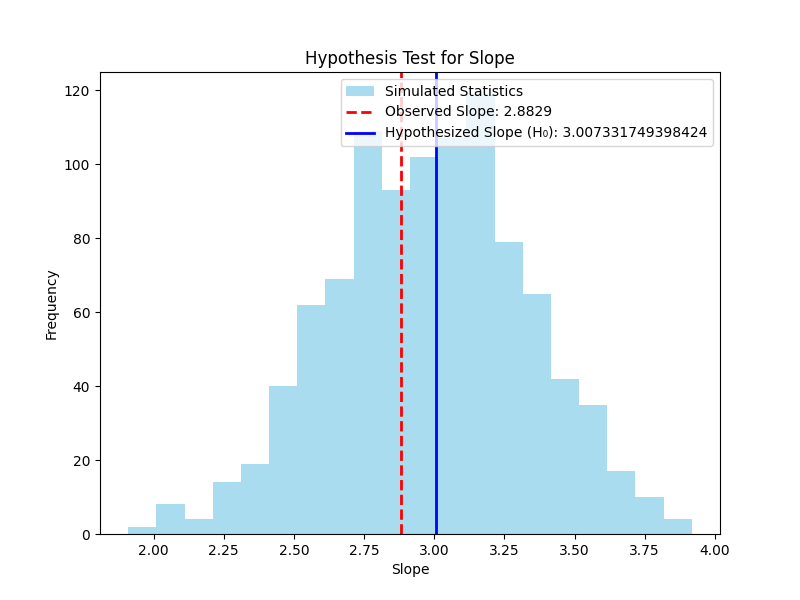 Hypothesis Test for Slope
Simulated Statistics
Observed Slope: 2.8829
Hypothesized Slope (H₀): 3.007331749398424
Frequency
120
100
80
60
40
20
0
2.00 2.25 2.50 2.75 3.00 3.25 3.50 3.75 4.00
Slope